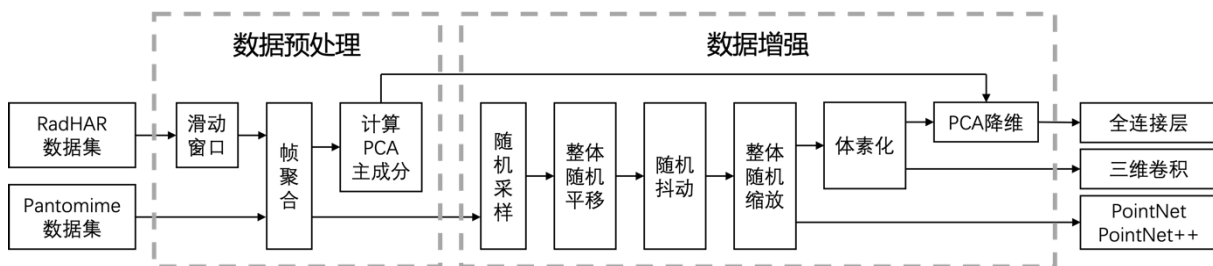 数据预处理
数据增强
RadHAR
数据集
Pantomime
数据集
滑动
窗口
帧
聚
合
计算
PCA
主成分
随
机
采
样
整体
随机
平移
随机
抖动
整体
随机
缩放
体素化
PCA降维
全连接层
三维卷积
PointNet
PointNet++